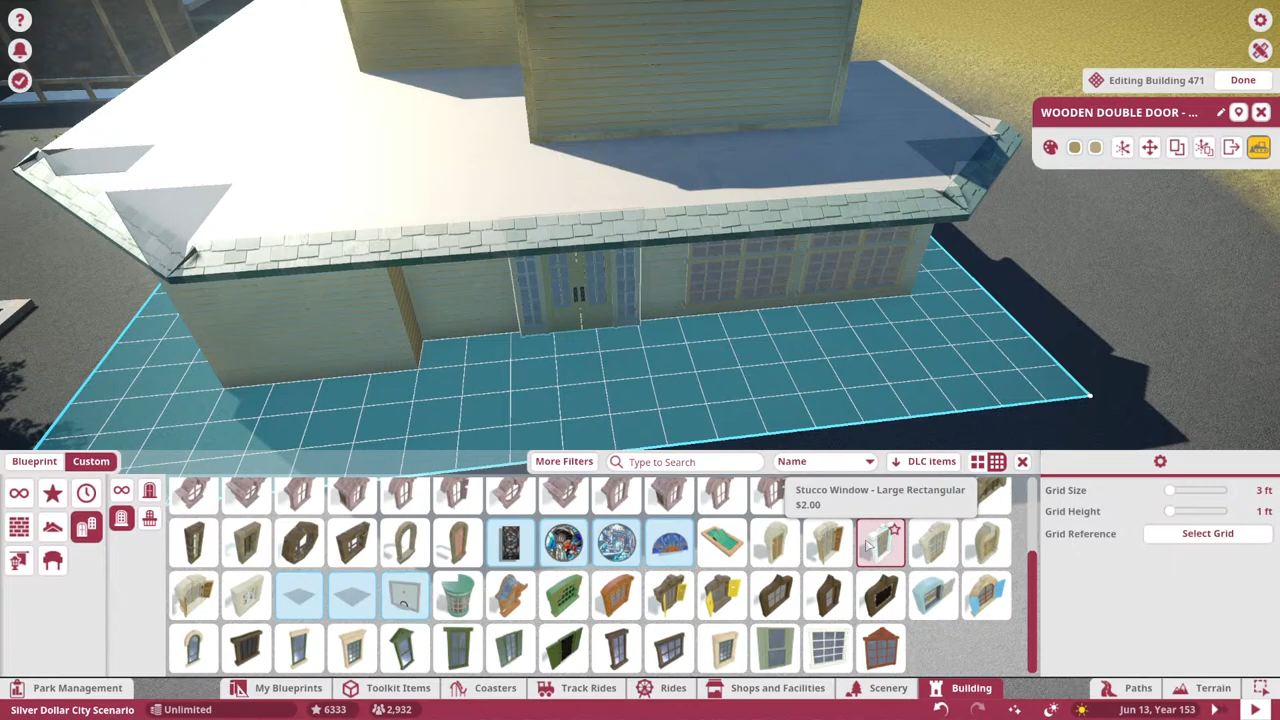 Editing Building 471
Done
WOODEN DOUBLE DOOR - ...
Blueprint
Custom
More Filters
Type to Search
Name
DLC items
Stucco Window - Large Rectangular
$2.00
Grid Size
3 ft
Grid Height
1 ft
Grid Reference
Select Grid
Park Management
My Blueprints
Toolkit Items
Coasters
Track Rides
Rides
Shops and Facilities
Scenery
Building
Paths
Terrain
Silver Dollar City Scenario
Unlimited
6333
2,932
Jun 13, Year 153